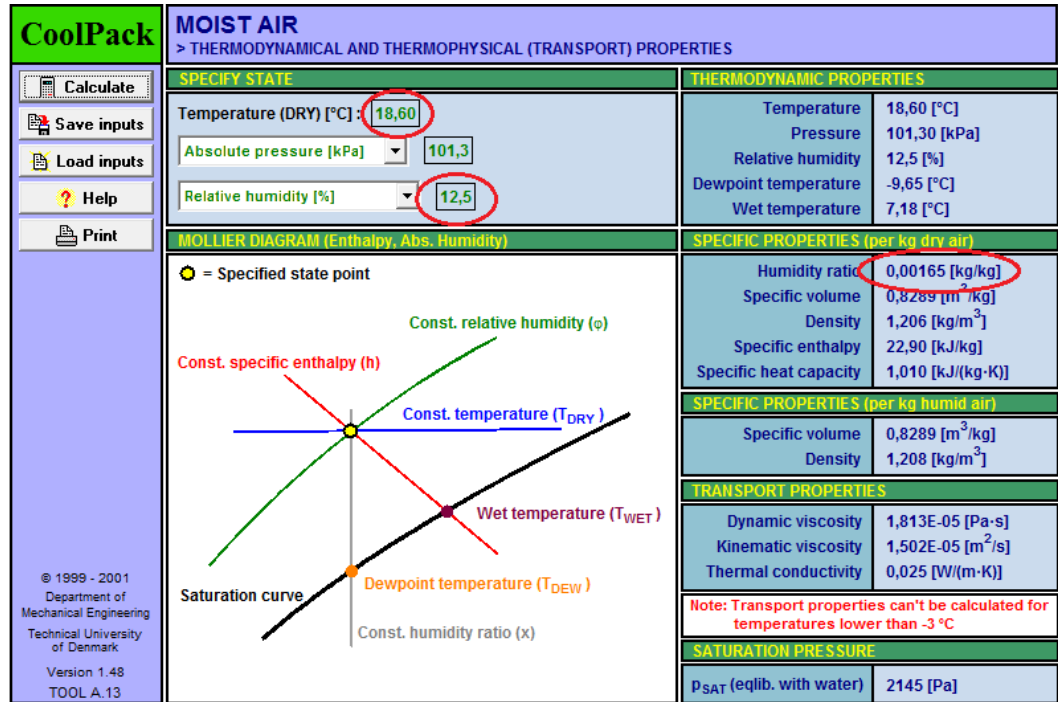 CoolPack
MOIST AIR
> THERMODYNAMICAL AND THERMOPHYSICAL (TRANSPORT) PROPERTIES
Calculate
Save inputs
Load inputs
? Help
Print
SPECIFY STATE
Temperature (DRY) [°C] : 18,60
Absolute pressure [kPa] 101,3
Relative humidity [%] 12,5
THERMODYNAMIC PROPERTIES
Temperature 18,60 [°C]
Pressure 101,30 [kPa]
Relative humidity 12,5 [%]
Dewpoint temperature -9,65 [°C]
Wet temperature 7,18 [°C]
MOLLIER DIAGRAM (Enthalpy, Abs. Humidity)
= Specified state point
Const. relative humidity (φ)
Const. specific enthalpy (h)
Const. temperature (TDRY )
Wet temperature (TWET )
Dewpoint temperature (TDEW )
Saturation curve
Const. humidity ratio (x)
SPECIFIC PROPERTIES (per kg dry air)
Humidity ratio 0,00165 [kg/kg]
Specific volume 0,8289 [m3/kg]
Density 1,206 [kg/m3]
Specific enthalpy 22,90 [kJ/kg]
Specific heat capacity 1,010 [kJ/(kg·K)]
SPECIFIC PROPERTIES (per kg humid air)
Specific volume 0,8289 [m3/kg]
Density 1,208 [kg/m3]
TRANSPORT PROPERTIES
Dynamic viscosity 1,813E-05 [Pa·s]
Kinematic viscosity 1,502E-05 [m2/s]
Thermal conductivity 0,025 [W/(m·K)]
Note: Transport properties can't be calculated for
temperatures lower than -3 °C
SATURATION PRESSURE
pSAT (eqlib. with water) 2145 [Pa]
© 1999 - 2001
Department of
Mechanical Engineering
Technical University
of Denmark
Version 1.48
TOOL A.13